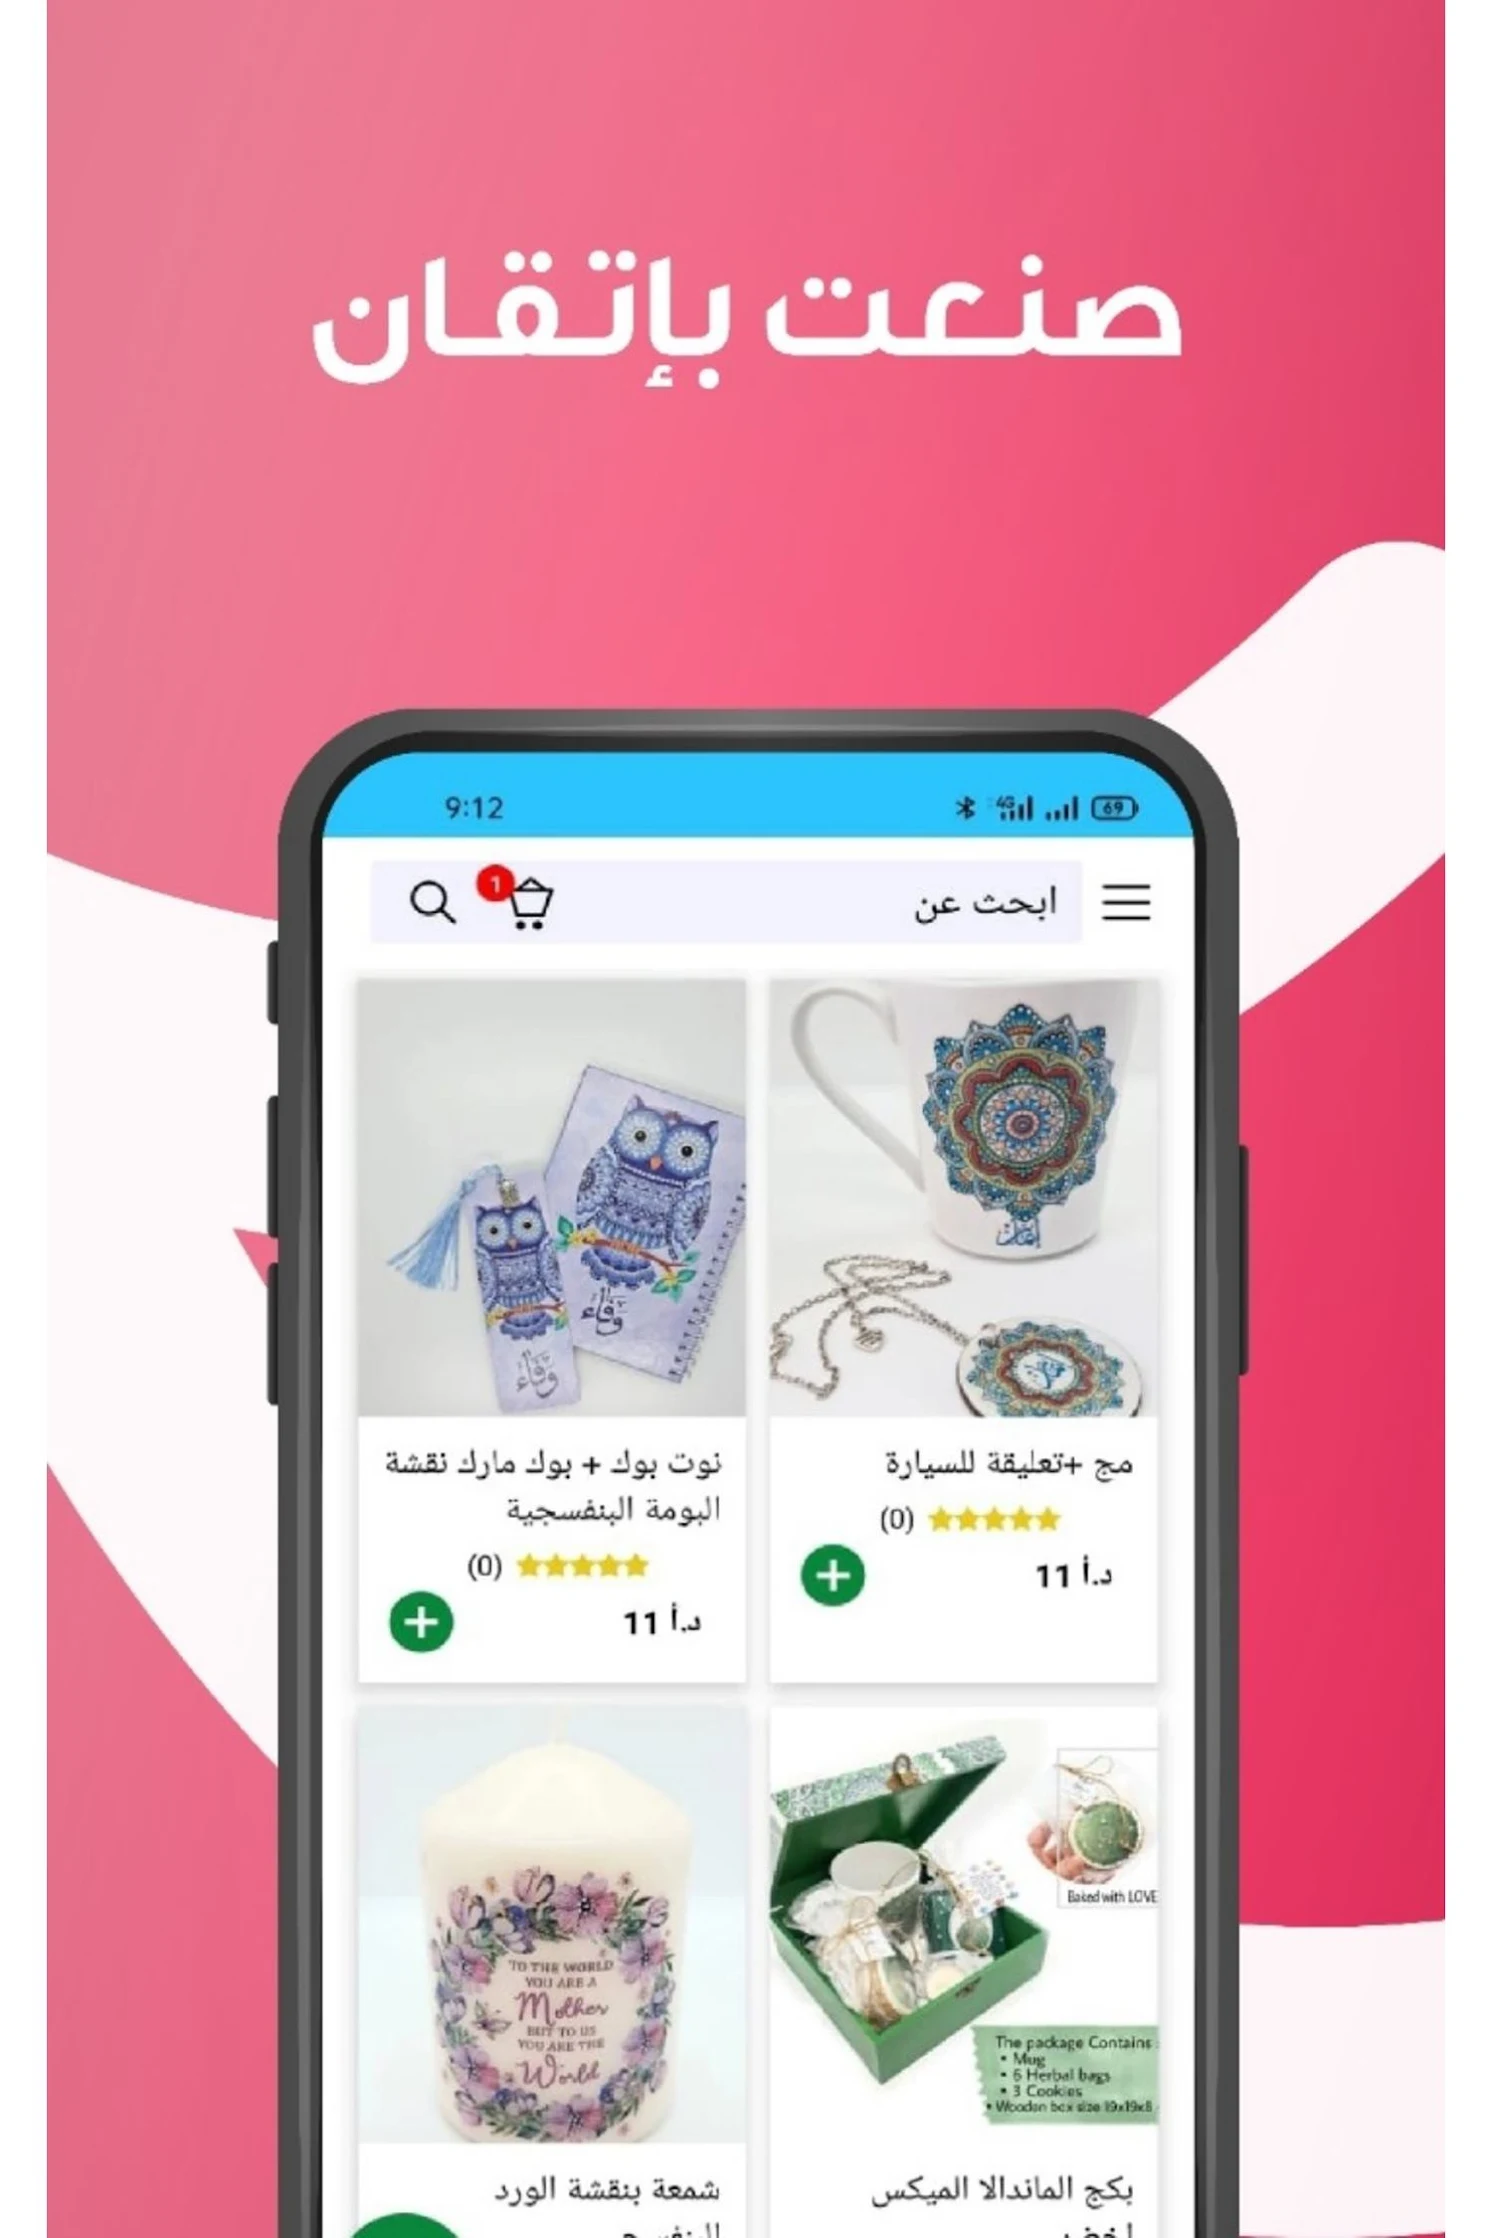 صنعت بإتقان
9:12
4G
69
ابحث عن
1
وفاء
وفاء
مج +تعليقة للسيارة
(0)
د.أ 11
نوت بوك + بوك مارك نقشة
البومة البنفسجية
(0)
د.أ 11
Baked with LOVE
The package Contains :
• Mug
• 6 Herbal bags
• 3 Cookies
• Wooden box size 19x19x8
بكج الماندالا الميكس
TO THE WORLD
YOU ARE A
Mother
BUT TO US
YOU ARE THE
World
شمعة بنقشة الورد